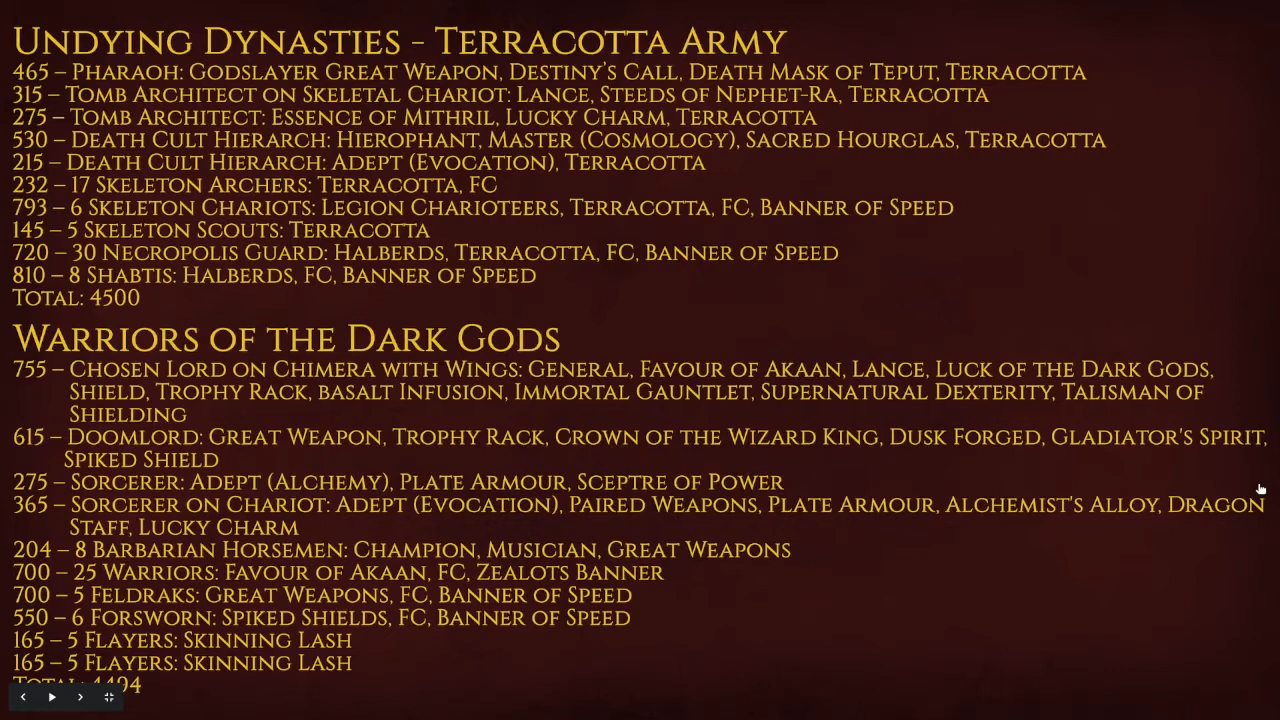 Undying Dynasties - Terracotta Army
465 – Pharaoh: Godslayer Great Weapon, Destiny's Call, Death Mask of Teput, Terracotta
315 – Tomb Architect on Skeletal Chariot: Lance, Steeds of Nephet-Ra, Terracotta
275 – Tomb Architect: Essence of Mithril, Lucky Charm, Terracotta
530 – Death Cult Hierarch: Hierophant, Master (Cosmology), Sacred Hourglas, Terracotta
215 – Death Cult Hierarch: Adept (Evocation), Terracotta
232 – 17 Skeleton Archers: Terracotta, FC
793 – 6 Skeleton Chariots: Legion Charioteers, Terracotta, FC, Banner of Speed
145 – 5 Skeleton Scouts: Terracotta
720 – 30 Necropolis Guard: Halberds, Terracotta, FC, Banner of Speed
810 – 8 Shabtis: Halberds, FC, Banner of Speed
Total: 4500
Warriors of the Dark Gods
755 – Chosen Lord on Chimera with Wings: General, Favour of Akaan, Lance, Luck of the Dark Gods,
Shield, Trophy Rack, basalt Infusion, Immortal Gauntlet, Supernatural Dexterity, Talisman of
Shielding
615 – Doomlord: Great Weapon, Trophy Rack, Crown of the Wizard King, Dusk Forged, Gladiator's Spirit,
Spiked Shield
275 – Sorcerer: Adept (Alchemy), Plate Armour, Sceptre of Power
365 – Sorcerer on Chariot: Adept (Evocation), Paired Weapons, Plate Armour, Alchemist's Alloy, Dragon
Staff, Lucky Charm
204 – 8 Barbarian Horsemen: Champion, Musician, Great Weapons
700 – 25 Warriors: Favour of Akaan, FC, Zealots Banner
700 – 5 Feldraks: Great Weapons, FC, Banner of Speed
550 – 6 Forsworn: Spiked Shields, FC, Banner of Speed
165 – 5 Flayers: Skinning Lash
165 – 5 Flayers: Skinning Lash
Total: 4494